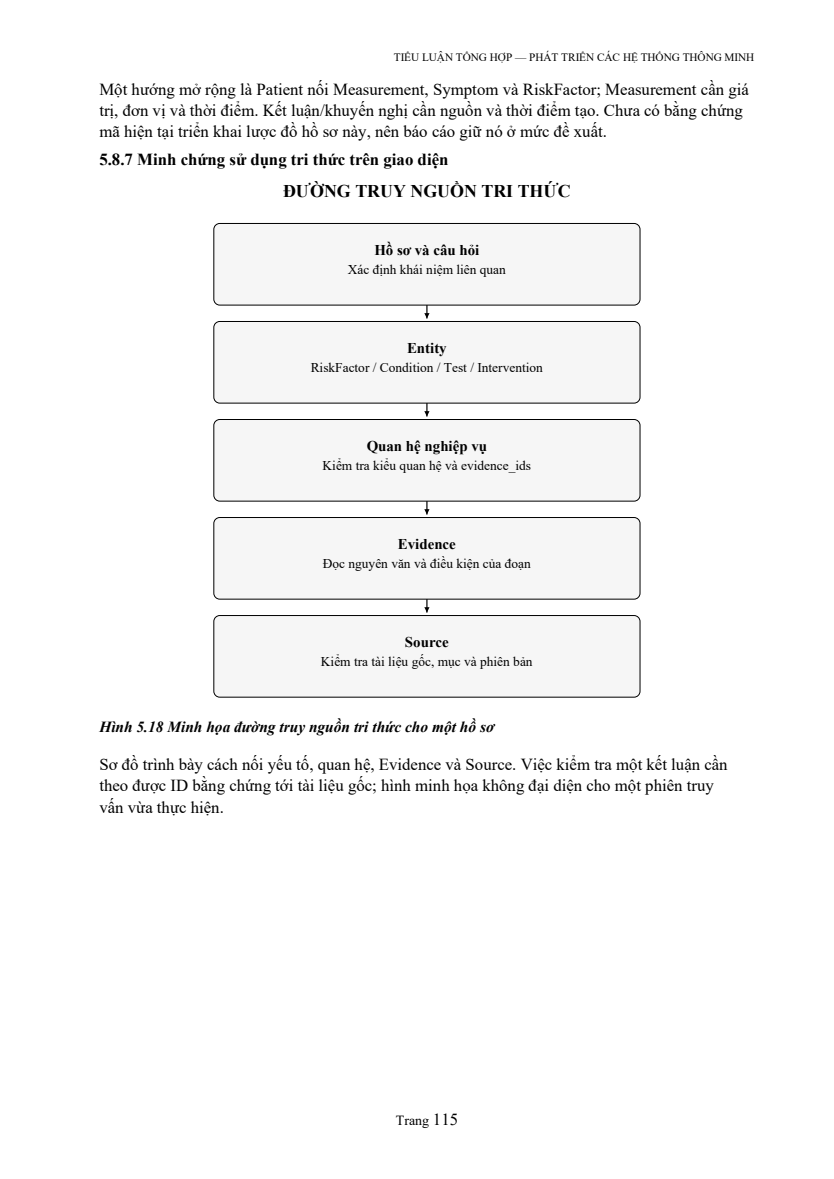 TIỂU LUẬN TỔNG HỢP — PHÁT TRIỂN CÁC HỆ THỐNG THÔNG MINH
Một hướng mở rộng là Patient nối Measurement, Symptom và RiskFactor; Measurement cần giá
trị, đơn vị và thời điểm. Kết luận/khuyến nghị cần nguồn và thời điểm tạo. Chưa có bằng chứng
mã hiện tại triển khai lược đồ hồ sơ này, nên báo cáo giữ nó ở mức đề xuất.
5.8.7 Minh chứng sử dụng tri thức trên giao diện
ĐƯỜNG TRUY NGUỒN TRI THỨC
Hồ sơ và câu hỏi
Xác định khái niệm liên quan
Entity
RiskFactor / Condition / Test / Intervention
Quan hệ nghiệp vụ
Kiểm tra kiểu quan hệ và evidence_ids
Evidence
Đọc nguyên văn và điều kiện của đoạn
Source
Kiểm tra tài liệu gốc, mục và phiên bản
Hình 5.18 Minh họa đường truy nguồn tri thức cho một hồ sơ
Sơ đồ trình bày cách nối yếu tố, quan hệ, Evidence và Source. Việc kiểm tra một kết luận cần
theo được ID bằng chứng tới tài liệu gốc; hình minh họa không đại diện cho một phiên truy
vấn vừa thực hiện.
Trang 115